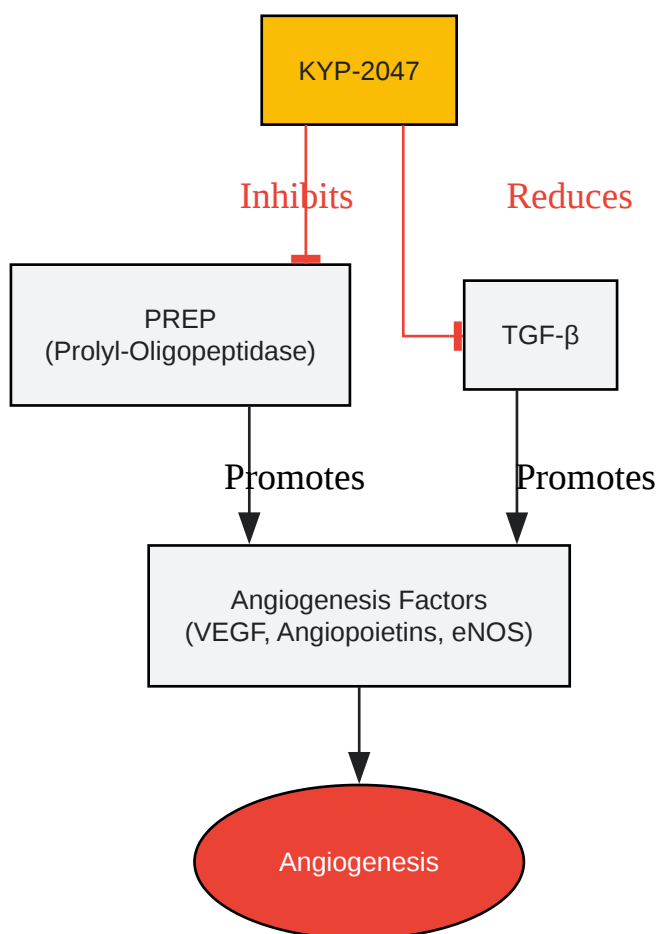 KYP-2047
Inhibits
Reduces
PREP
(Prolyl-Oligopeptidase)
TGF-β
Promotes
Promotes
Angiogenesis Factors
(VEGF, Angiopoietins, eNOS)
Angiogenesis